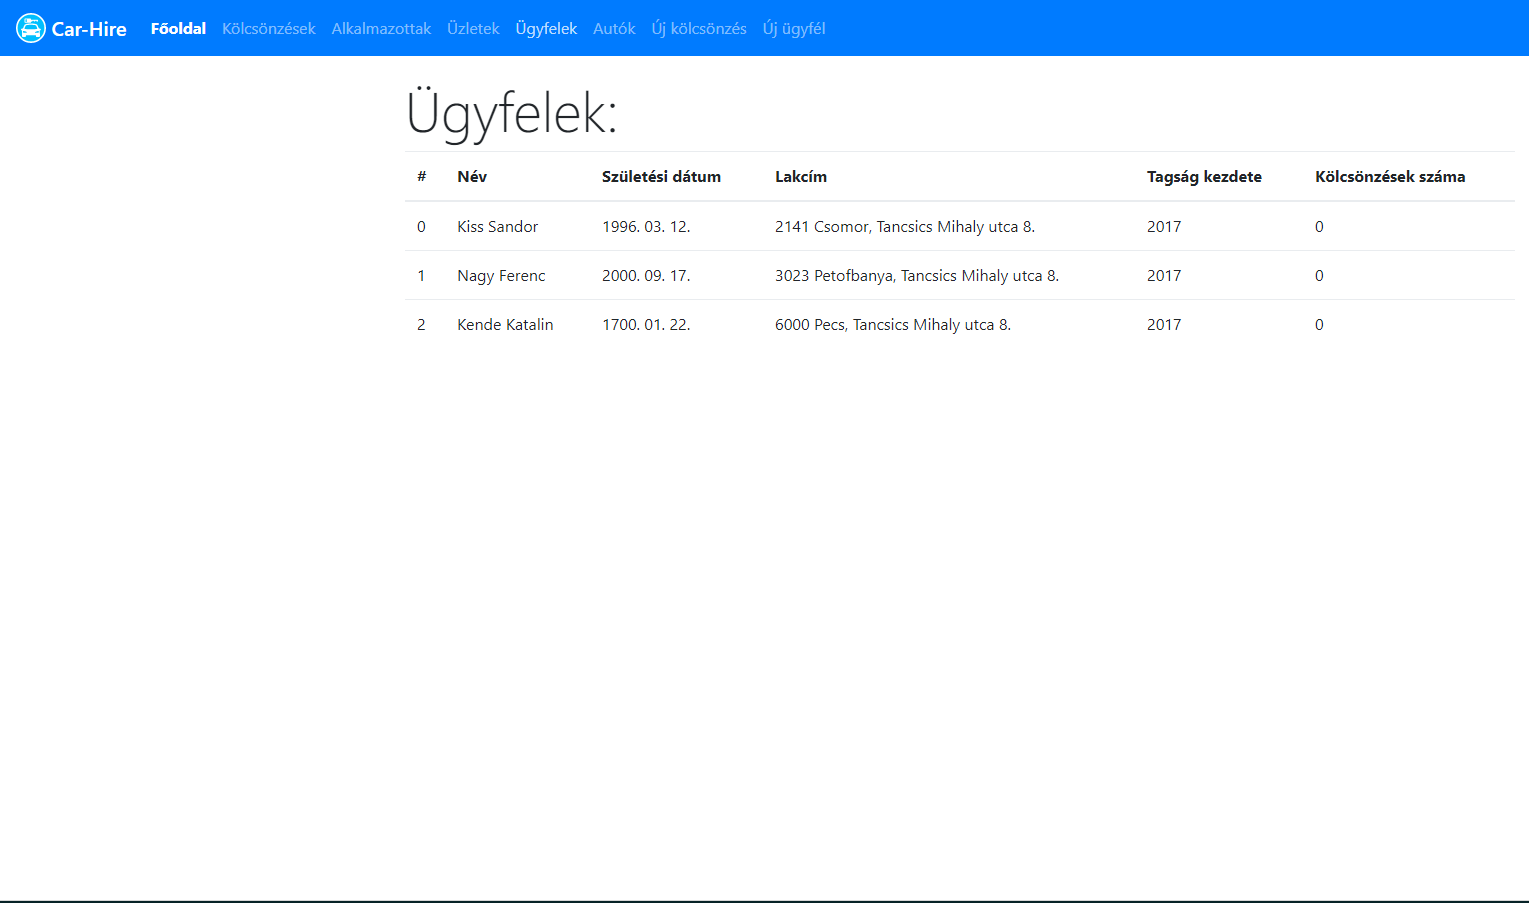 Car-Hire Főoldal Kölcsönzések Alkalmazottak Üzletek Ügyfelek Autók Új kölcsönzés Új ügyfél
Ügyfelek:
# Név Születési dátum Lakcím Tagság kezdete Kölcsönzések száma
0 Kiss Sandor 1996. 03. 12. 2141 Csomor, Tancsics Mihaly utca 8. 2017 0
1 Nagy Ferenc 2000. 09. 17. 3023 Petofbanya, Tancsics Mihaly utca 8. 2017 0
2 Kende Katalin 1700. 01. 22. 6000 Pecs, Tancsics Mihaly utca 8. 2017 0